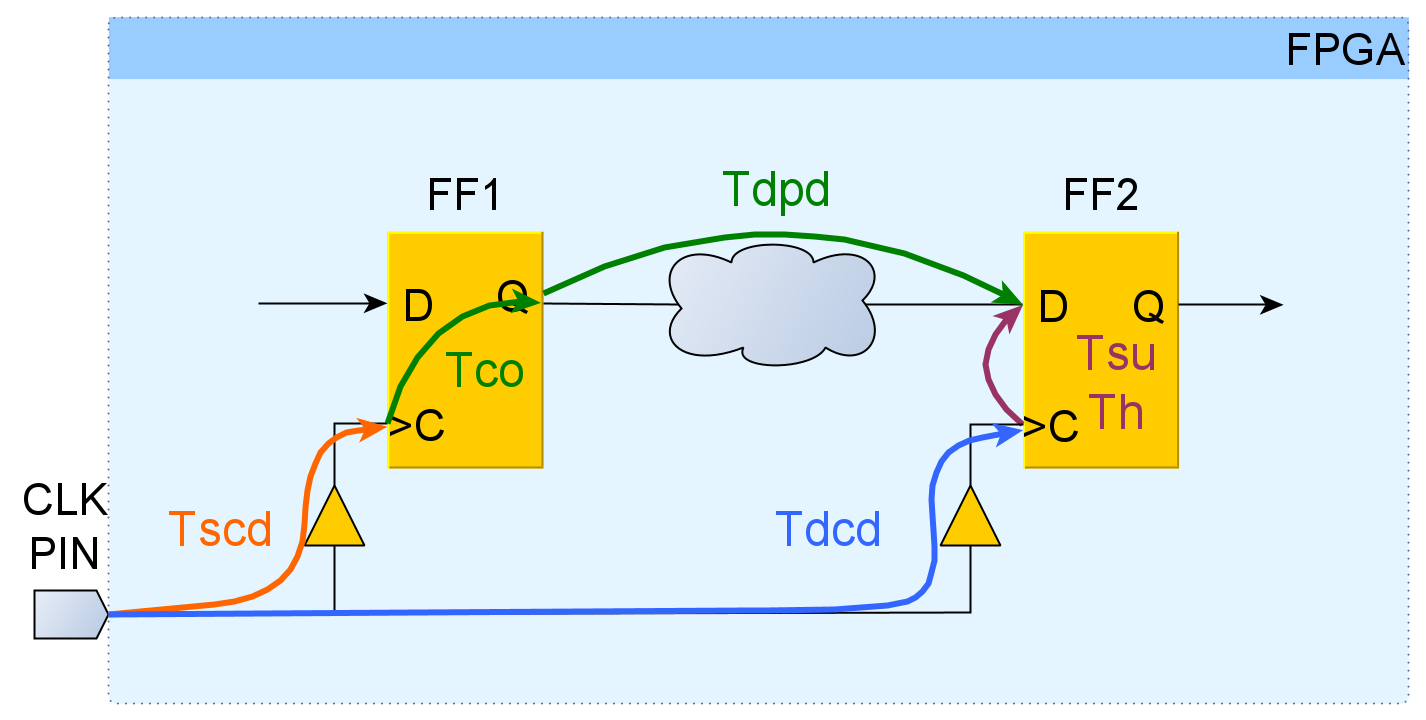 FPGA
FF1
Tdpd
FF2
D
Q
D
Q
Tco
Tsu
Th
>C
>C
CLK
PIN
Tscd
Tdcd